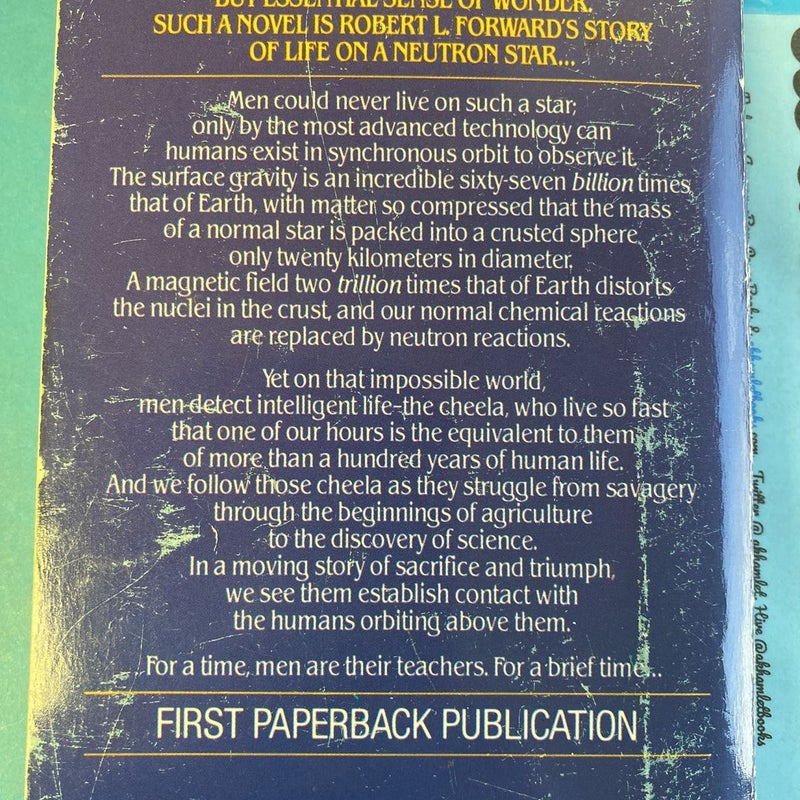 BUT ESSENTIAL SENSE OF WONDER.
SUCH A NOVEL IS ROBERT L. FORWARD'S STORY
OF LIFE ON A NEUTRON STAR...
Men could never live on such a star;
only by the most advanced technology can
humans exist in synchronous orbit to observe it.
The surface gravity is an incredible sixty-seven billion times
that of Earth, with matter so compressed that the mass
of a normal star is packed into a crusted sphere
only twenty kilometers in diameter.
A magnetic field two trillion times that of Earth distorts
the nuclei in the crust, and our normal chemical reactions
are replaced by neutron reactions.
Yet on that impossible world,
men detect intelligent life–the cheela, who live so fast
that one of our hours is the equivalent to them
of more than a hundred years of human life.
And we follow those cheela as they struggle from savagery
through the beginnings of agriculture
to the discovery of science.
In a moving story of sacrifice and triumph,
we see them establish contact with
the humans orbiting above them.
For a time, men are their teachers. For a brief time...
FIRST PAPERBACK PUBLICATION
Twitter @akhamlet Hive @akhamletbooks